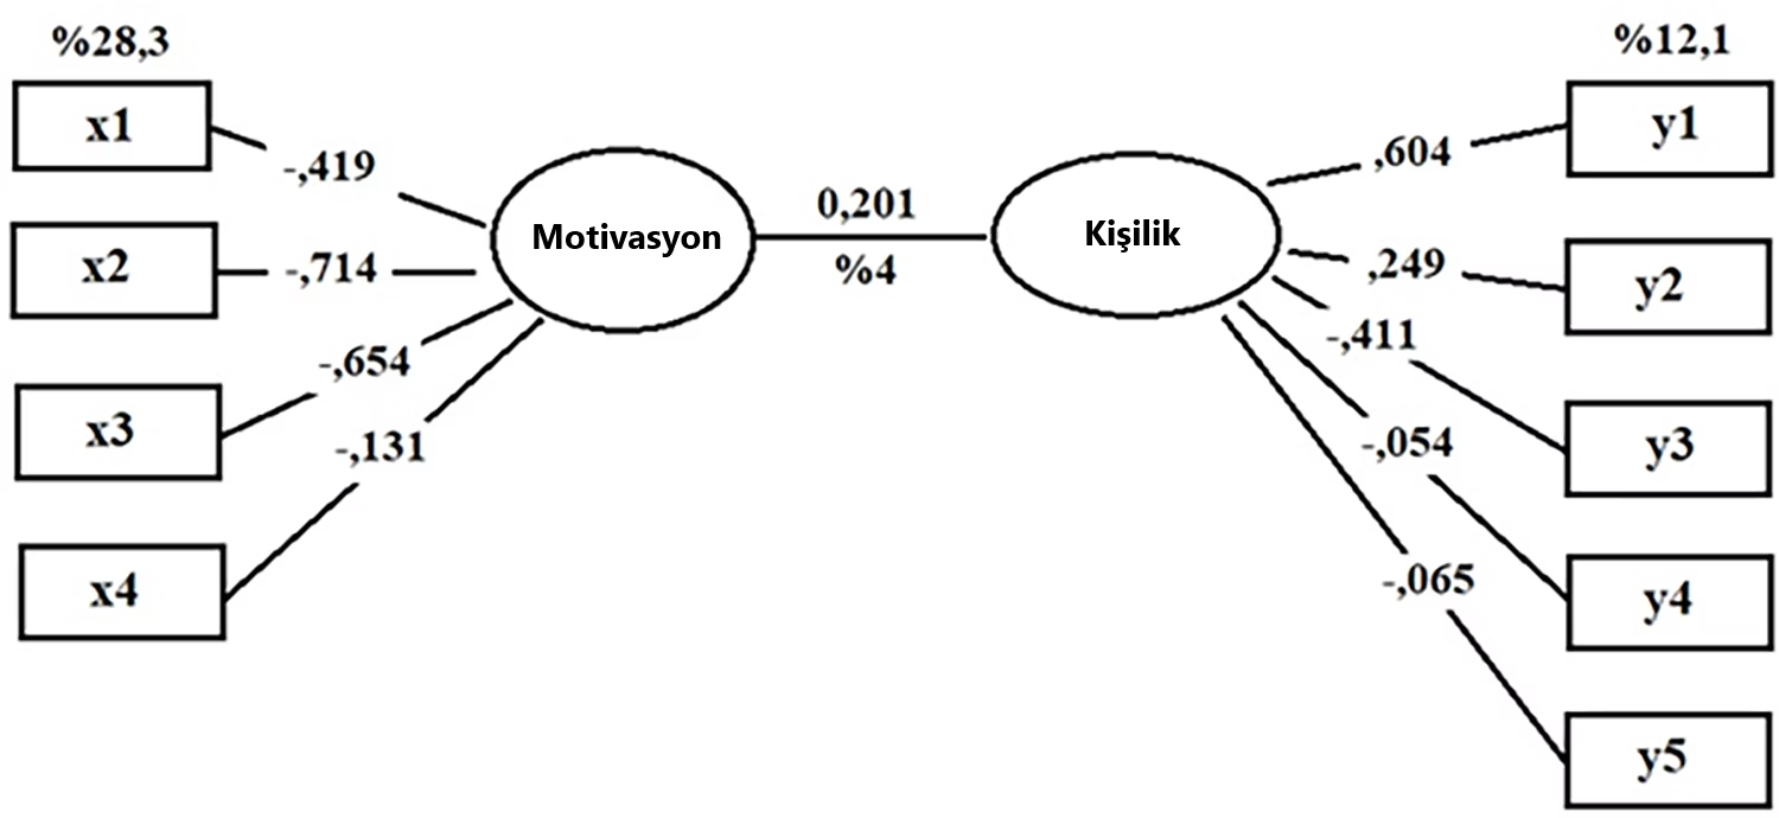 %28,3
x1
-,419
x2
-,714
x3
-,654
x4
-,131
Motivasyon
0,201
%4
Kişilik
%12,1
,604
y1
,249
y2
-,411
y3
-,054
y4
-,065
y5